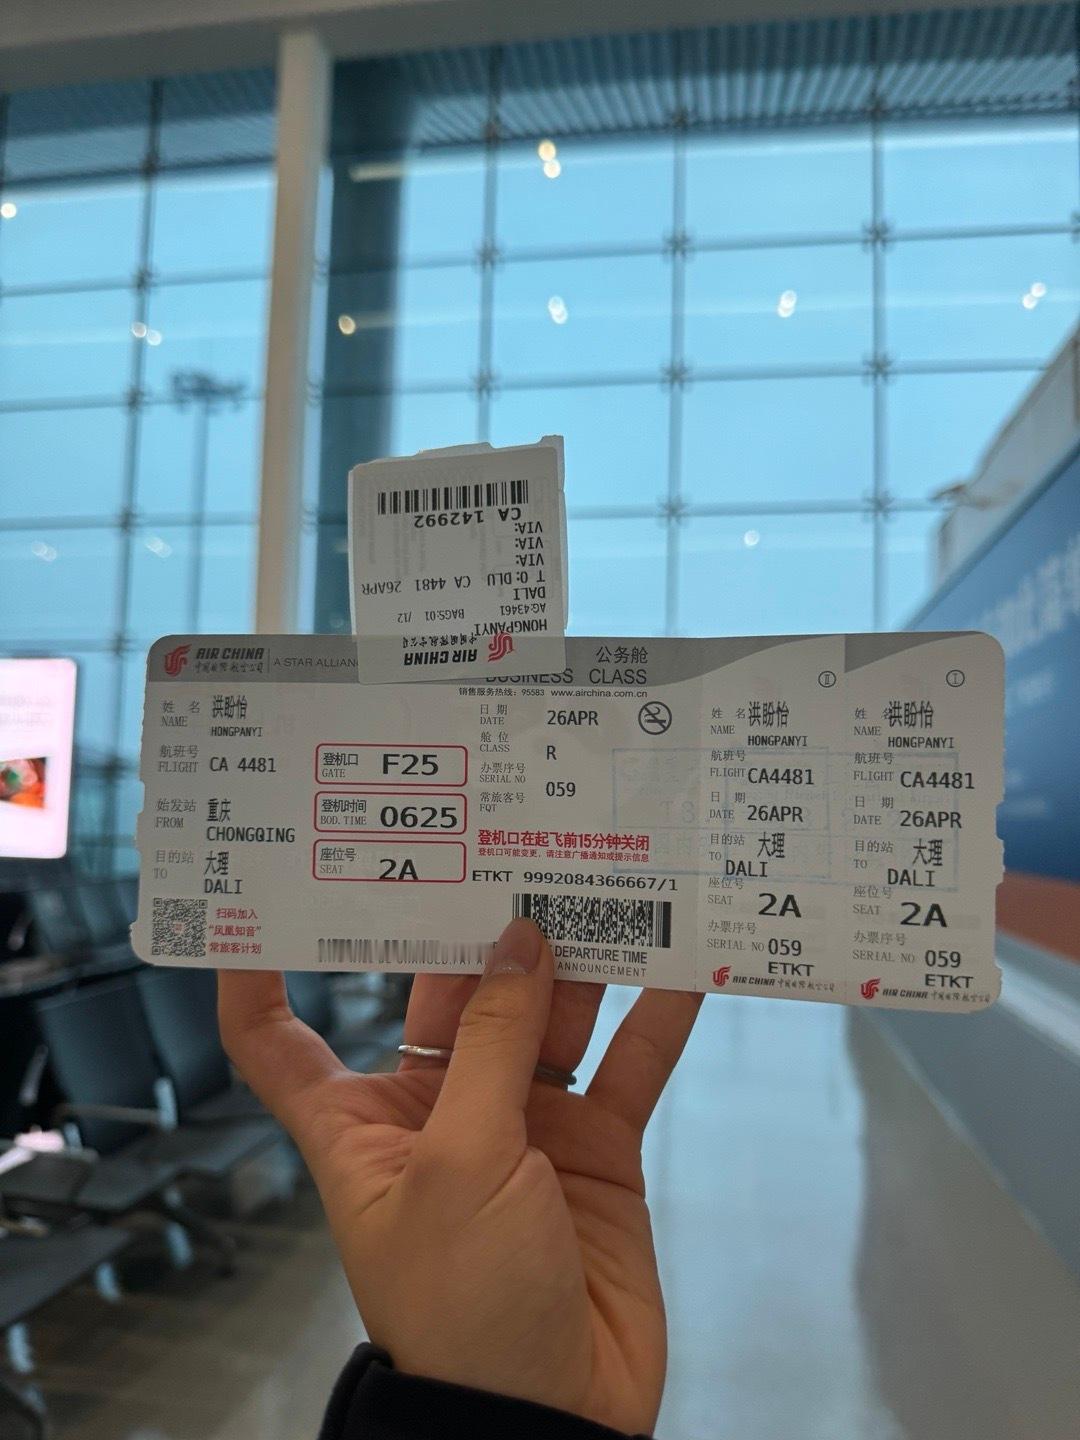 CA 142992
VIA:
VIA:
VIA:
T O: DLU CA 4481 26APR
DALI
AG:43461
HONGPANYI BAGS:01 /12
AIR CHINA 中国国际航空公司
AIR CHINA
中国国际航空公司
A STAR ALLIANC
公务舱
BUSINESS CLASS
销售服务热线：95583 www.airchina.com.cn
姓 名 洪盼怡
NAME HONGPANYI
航班号
FLIGHT CA 4481
始发站 重庆
FROM CHONGQING
目的站 大理
TO DALI
扫码加入
“凤凰知音”
常旅客计划
登机口
GATE F25
登机时间
BOD.TIME 0625
座位号
SEAT 2A
日 期
DATE 26APR
舱 位
CLASS R
办票序号
SERIAL NO 059
常旅客号
FQT
登机口在起飞前15分钟关闭
登机口可能变更，请注意广播通知或提示信息
ETKT 9992084366667/1
DEPARTURE TIME
ANNOUNCEMENT
II
姓 名 洪盼怡
NAME HONGPANYI
航班号
FLIGHT CA4481
日 期
DATE 26APR
目的站 大理
TO DALI
座位号
SEAT 2A
办票序号
SERIAL NO 059
ETKT
AIR CHINA 中国国际航空公司
I
姓 名 洪盼怡
NAME HONGPANYI
航班号
FLIGHT CA4481
日 期
DATE 26APR
目的站 大理
TO DALI
座位号
SEAT 2A
办票序号
SERIAL NO 059
ETKT
AIR CHINA 中国国际航空公司